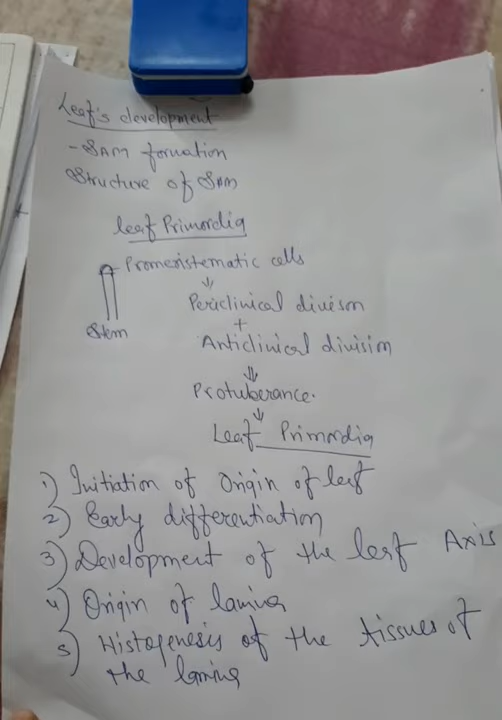 Leaf's development
- SAM formation
Structure of SAM
leaf Primordia
Promeristematic cells
⇓
Stem
Periclinical divison
+
Anticlinical division
⇓
Protuberance.
⇓
Leaf Primordia
1) Initiation of Origin of leaf
2) Early differentiation
3) Development of the leaf Axis
4) Origin of lamina
5) Histogenesis of the tissues of
the lamina